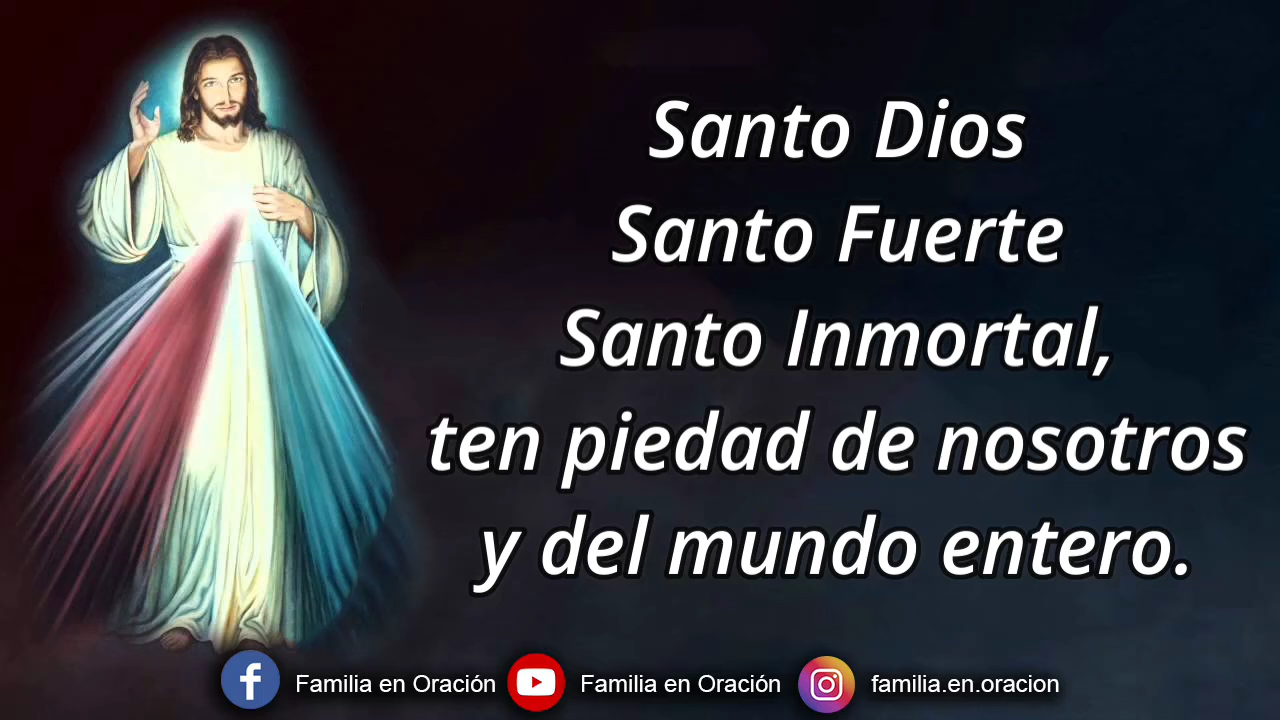 Santo Dios
Santo Fuerte
Santo Inmortal,
ten piedad de nosotros
y del mundo entero.
f Familia en Oración Familia en Oración familia.en.oracion